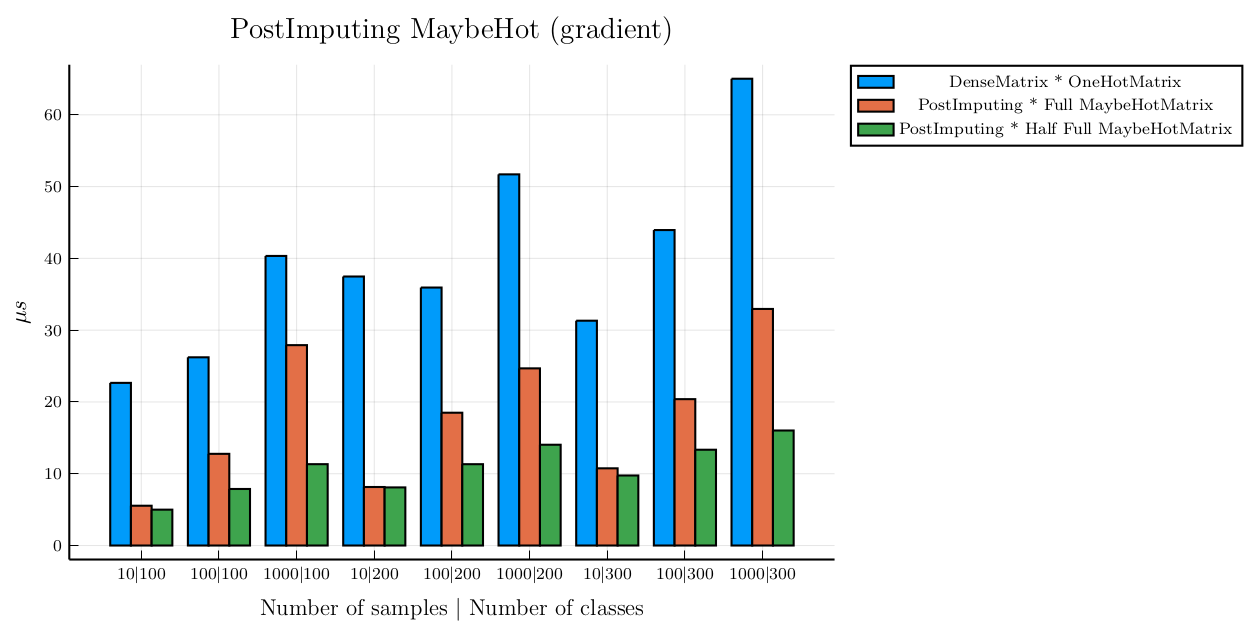 PostImputing MaybeHot (gradient)
DenseMatrix * OneHotMatrix
PostImputing * Full MaybeHotMatrix
PostImputing * Half Full MaybeHotMatrix
μs
60
50
40
30
20
10
0
10|100 100|100 1000|100 10|200 100|200 1000|200 10|300 100|300 1000|300
Number of samples | Number of classes